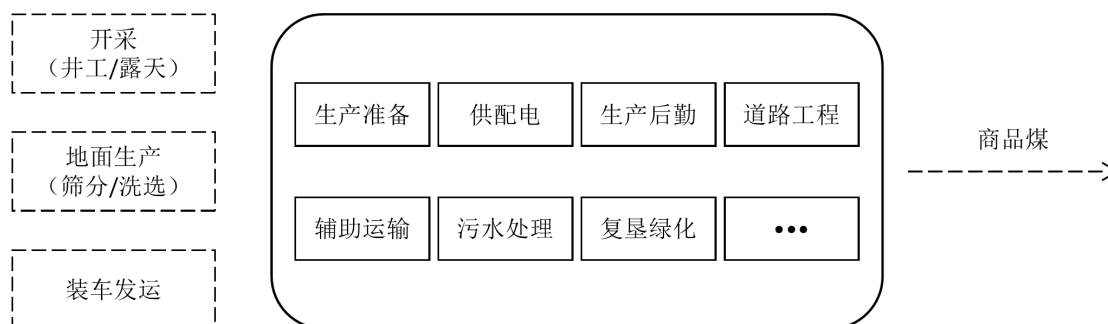 开采
（井工/露天）
地面生产
（筛分/洗选）
装车发运
生产准备
供配电
生产后勤
道路工程
辅助运输
污水处理
复垦绿化
•••
商品煤